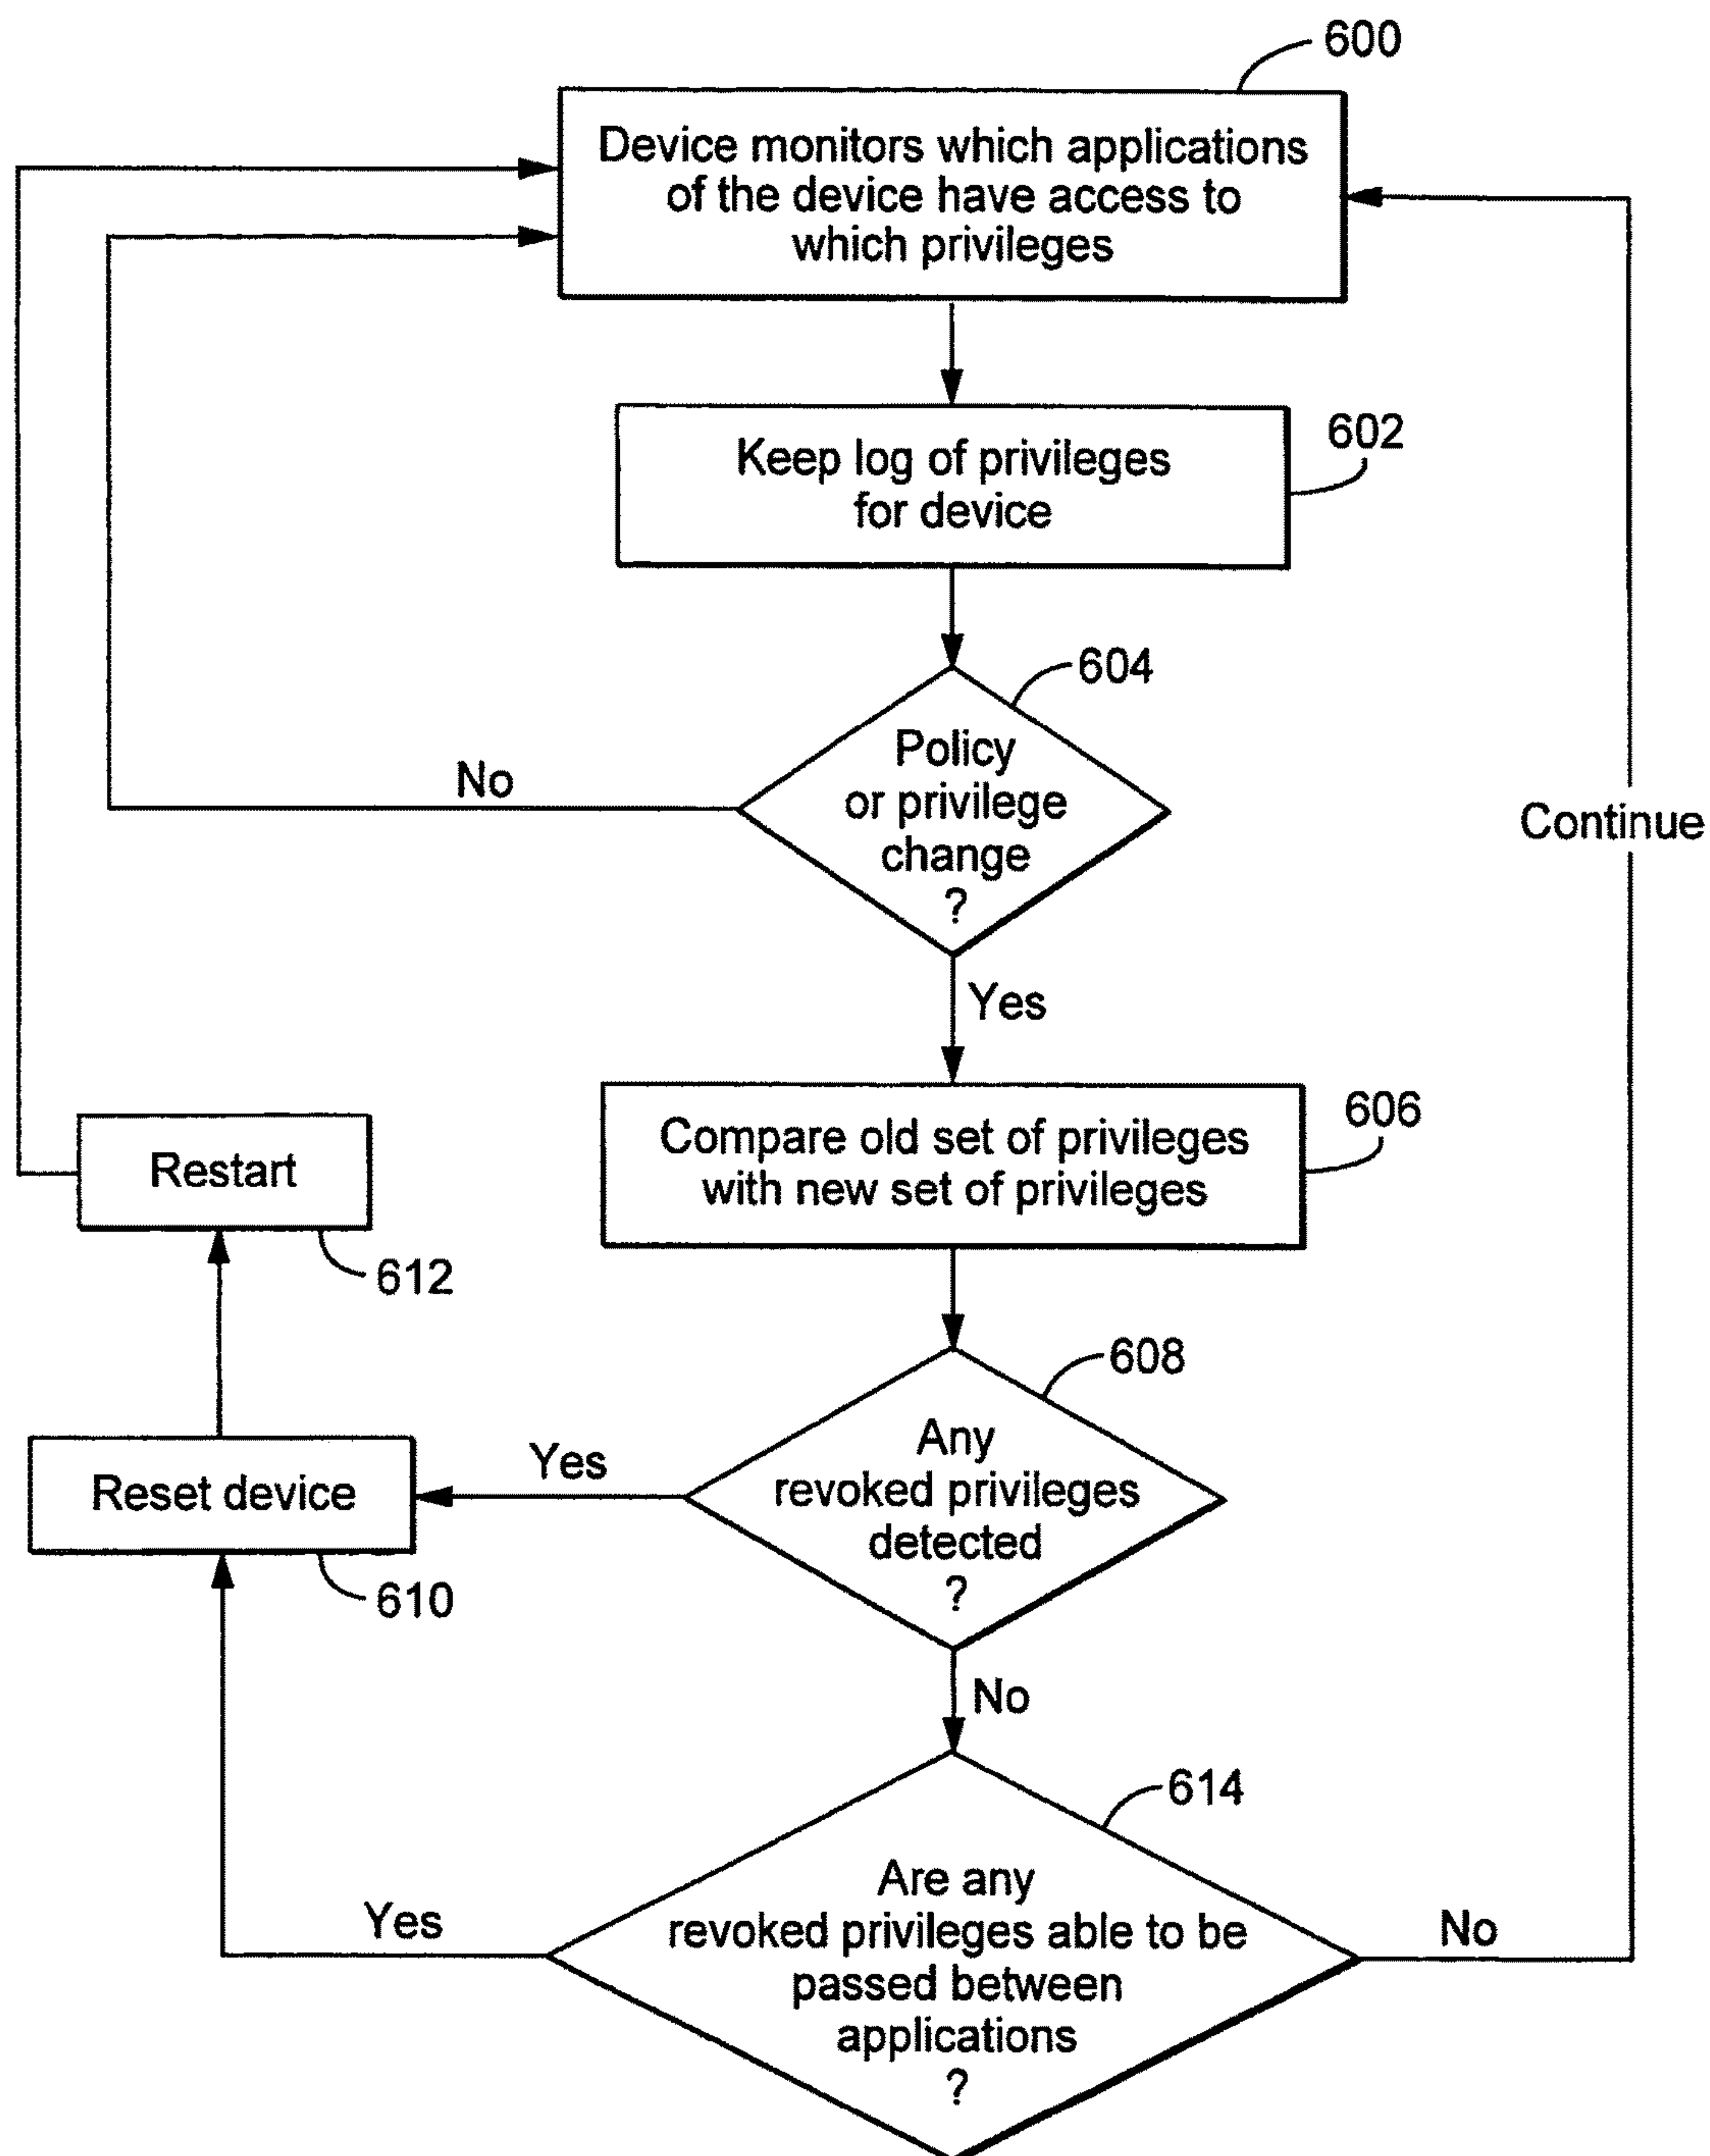 600
Device monitors which applications
of the device have access to
which privileges
602
Keep log of privileges
for device
604
Policy
or privilege
change
?
No
Continue
Yes
606
Compare old set of privileges
with new set of privileges
Restart
612
608
Any
revoked privileges
detected
?
Yes
Reset device
610
No
614
Are any
revoked privileges able to be
passed between
applications
?
Yes
No